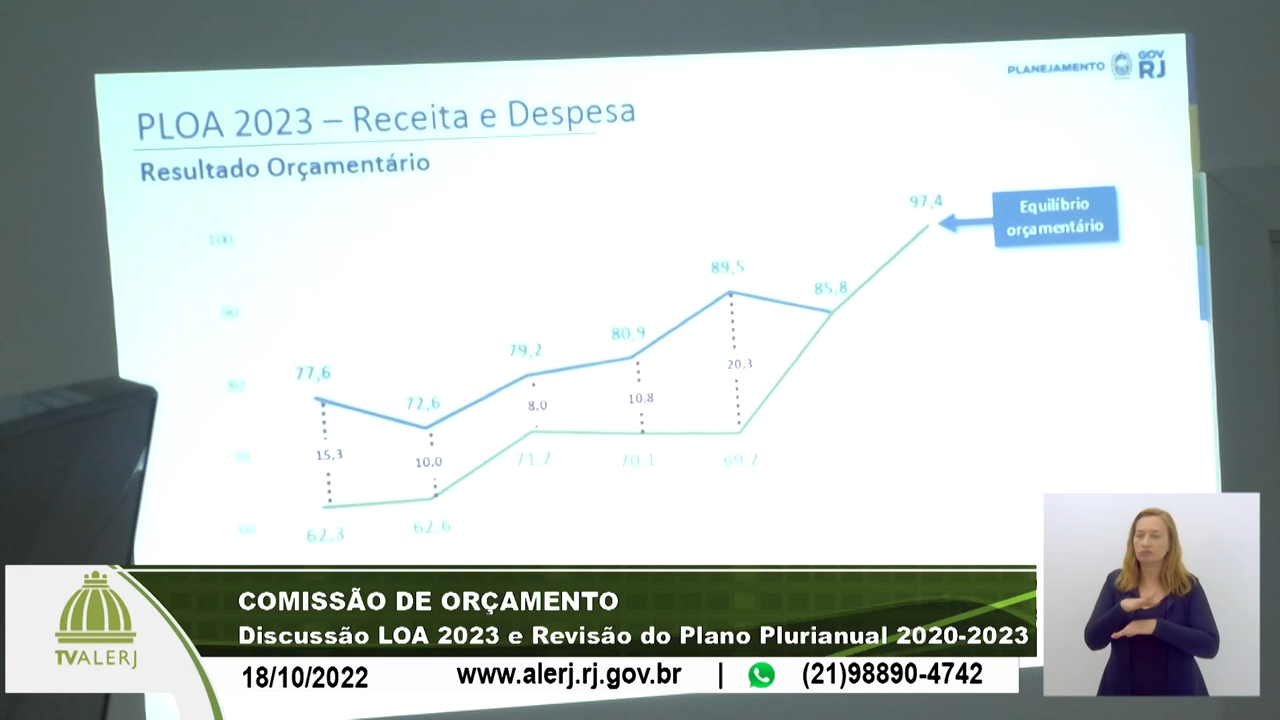 PLANEJAMENTO GOV RJ
PLOA 2023 – Receita e Despesa
Resultado Orçamentário
97,4
Equilíbrio
orçamentário
100
89,5
85,8
90
80,9
79,2
77,6
72,6
80
20,3
10,8
8,0
15,3
10,0
71,2
70,1
69,2
62,3
62,6
COMISSÃO DE ORÇAMENTO
Discussão LOA 2023 e Revisão do Plano Plurianual 2020-2023
TVALERJ
18/10/2022 www.alerj.rj.gov.br | (21)98890-4742